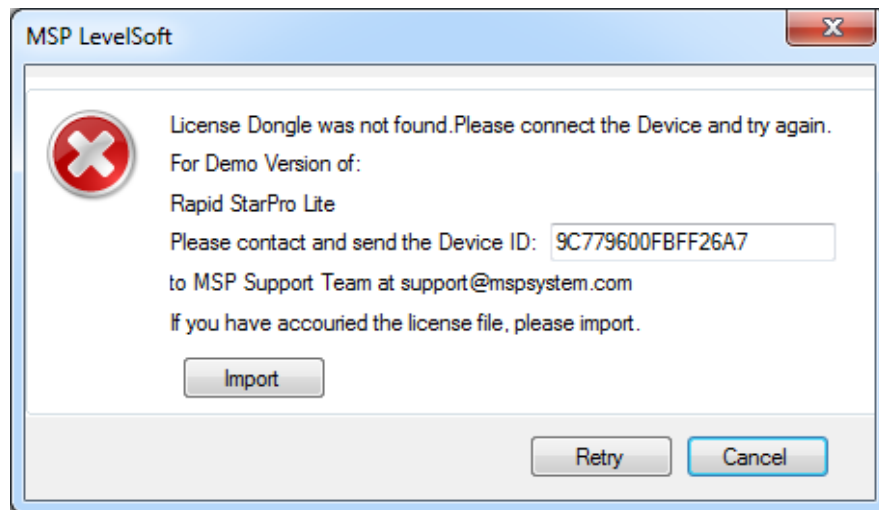 MSP LevelSoft
License Dongle was not found.Please connect the Device and try again.
For Demo Version of:
Rapid StarPro Lite
Please contact and send the Device ID: 9C779600FBFF26A7
to MSP Support Team at support@mspsystem.com
If you have accouried the license file, please import.
Import
Retry Cancel